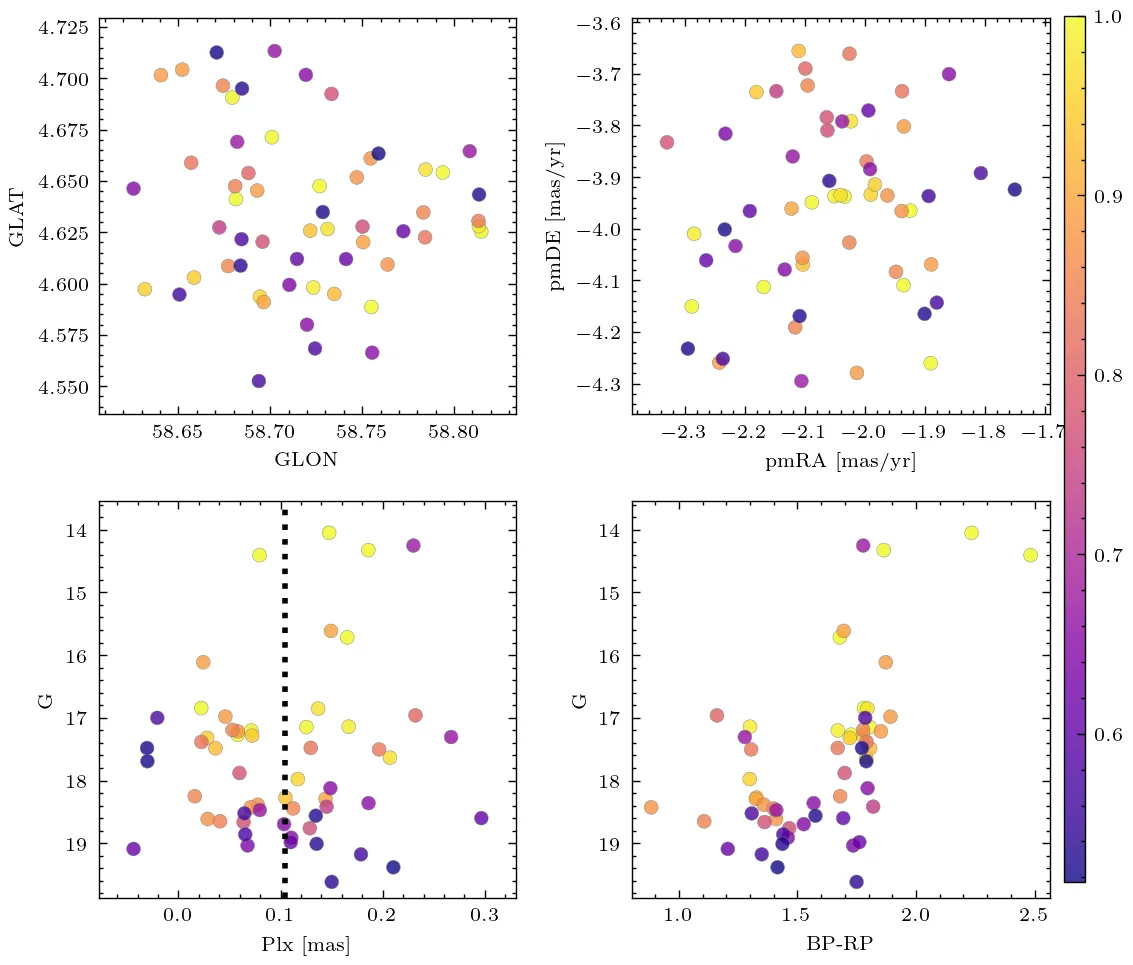 4.725
4.700
4.675
4.650
4.625
4.600
4.575
4.550
GLAT
58.65 58.70 58.75 58.80
GLON
−3.6
−3.7
−3.8
−3.9
−4.0
−4.1
−4.2
−4.3
pmDE [mas/yr]
−2.3 −2.2 −2.1 −2.0 −1.9 −1.8 −1.7
pmRA [mas/yr]
14
15
16
17
18
19
G
0.0 0.1 0.2 0.3
Plx [mas]
14
15
16
17
18
19
G
1.0 1.5 2.0 2.5
BP-RP
1.0
0.9
0.8
0.7
0.6